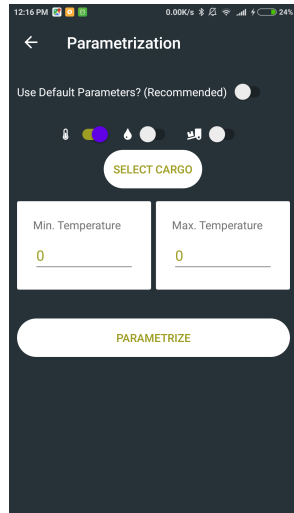 12:16 PM 0.00K/s 24%
Parametrization
Use Default Parameters? (Recommended)
SELECT CARGO
Min. Temperature Max. Temperature
0 0
PARAMETRIZE